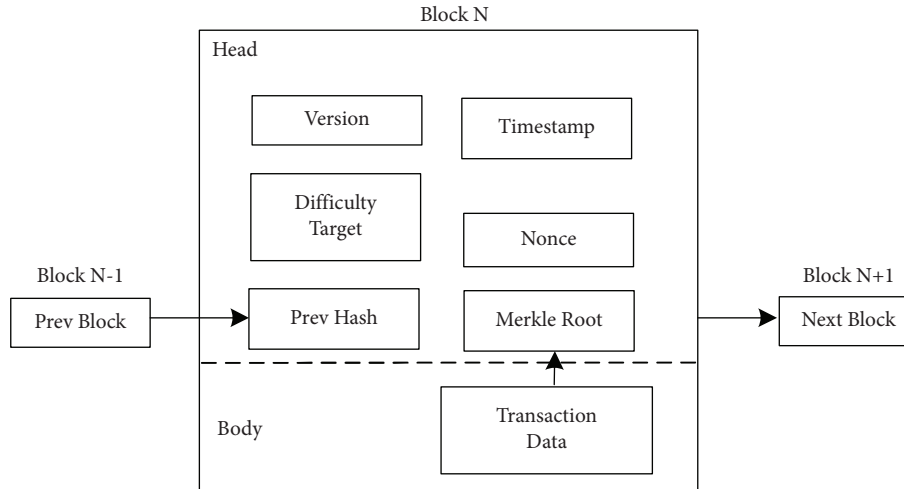 Block N
Head
Version
Timestamp
Difficulty
Target
Nonce
Block N-1
Prev Block
Prev Hash
Merkle Root
Block N+1
Next Block
Body
Transaction
Data